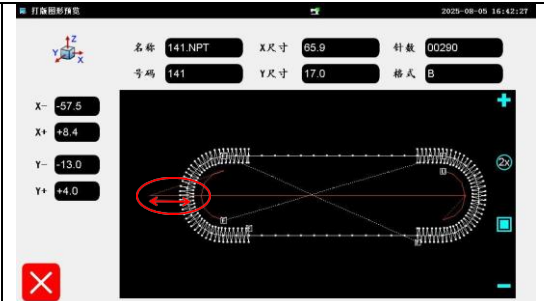 打版图形预览 2025-08-05 16:42:27
Z Y X
名称 141.NPT X尺寸 65.9 针数 00290
号码 141 Y尺寸 17.0 格式 B
X- -57.5
X+ +8.4
Y- -13.0
Y+ +4.0
2x